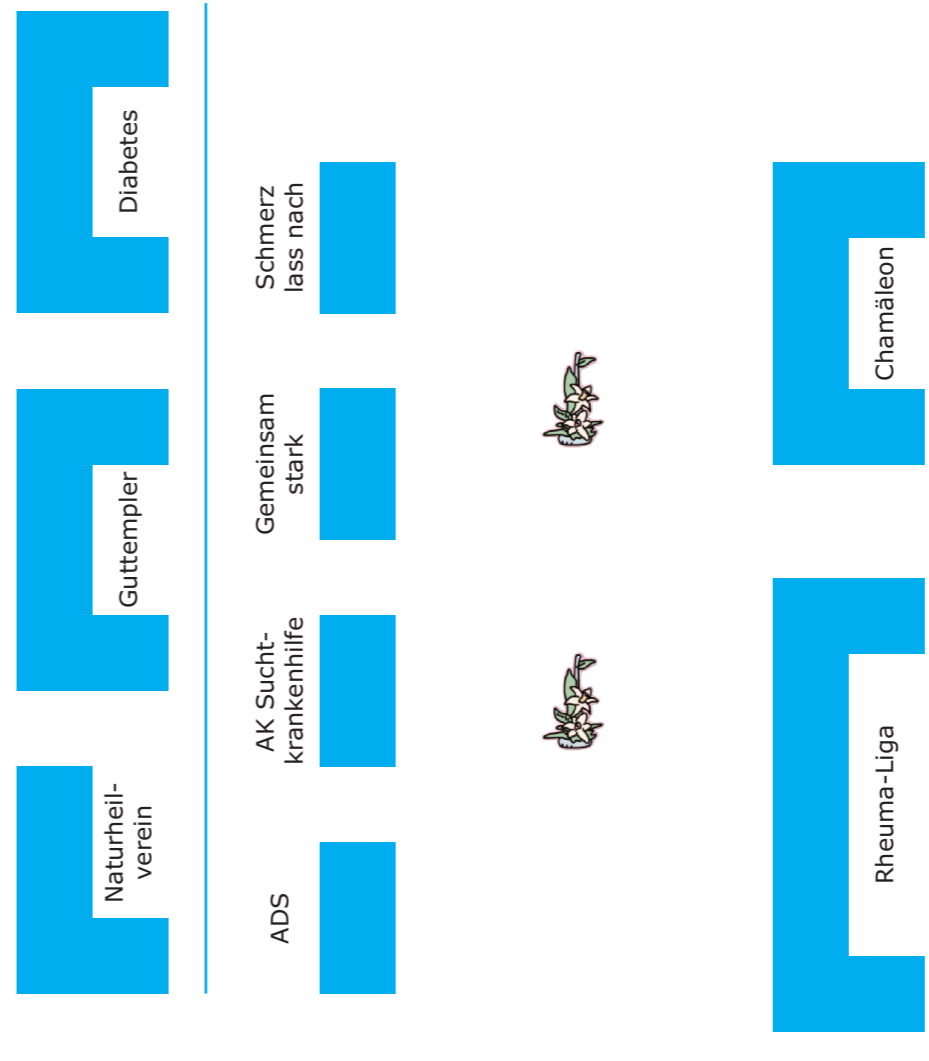 Naturheil-
verein
Guttempler
Diabetes
ADS
AK Sucht-
krankenhilfe
Gemeinsam
stark
Schmerz
lass nach
Rheuma-Liga
Chamäleon